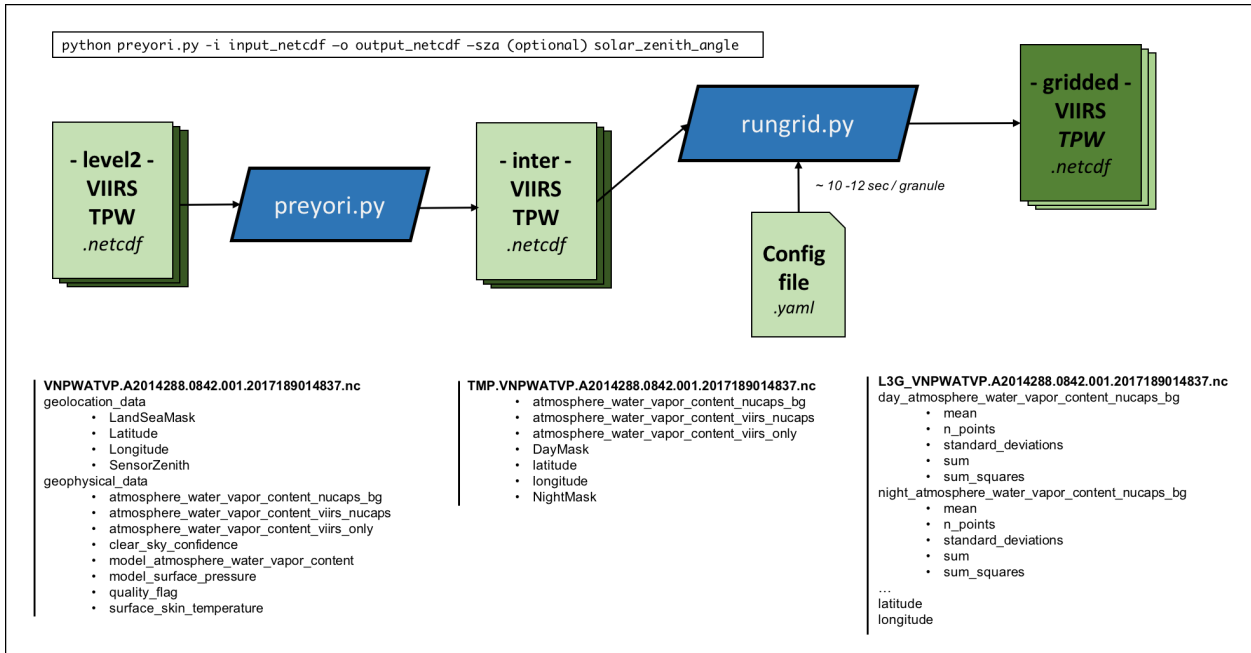 python preyori.py -i input_netcdf –o output_netcdf –sza (optional) solar_zenith_angle
- level2 -
VIIRS
TPW
.netcdf
preyori.py
- inter -
VIIRS
TPW
.netcdf
rungrid.py
~ 10 -12 sec / granule
Config
file
.yaml
- gridded -
VIIRS
TPW
.netcdf
VNPWATVP.A2014288.0842.001.2017189014837.nc
geolocation_data
• LandSeaMask
• Latitude
• Longitude
• SensorZenith
geophysical_data
• atmosphere_water_vapor_content_nucaps_bg
• atmosphere_water_vapor_content_viirs_nucaps
• atmosphere_water_vapor_content_viirs_only
• clear_sky_confidence
• model_atmosphere_water_vapor_content
• model_surface_pressure
• quality_flag
• surface_skin_temperature
TMP.VNPWATVP.A2014288.0842.001.2017189014837.nc
• atmosphere_water_vapor_content_nucaps_bg
• atmosphere_water_vapor_content_viirs_nucaps
• atmosphere_water_vapor_content_viirs_only
• DayMask
• latitude
• longitude
• NightMask
L3G_VNPWATVP.A2014288.0842.001.2017189014837.nc
day_atmosphere_water_vapor_content_nucaps_bg
• mean
• n_points
• standard_deviations
• sum
• sum_squares
night_atmosphere_water_vapor_content_nucaps_bg
• mean
• n_points
• standard_deviations
• sum
• sum_squares
...
latitude
longitude